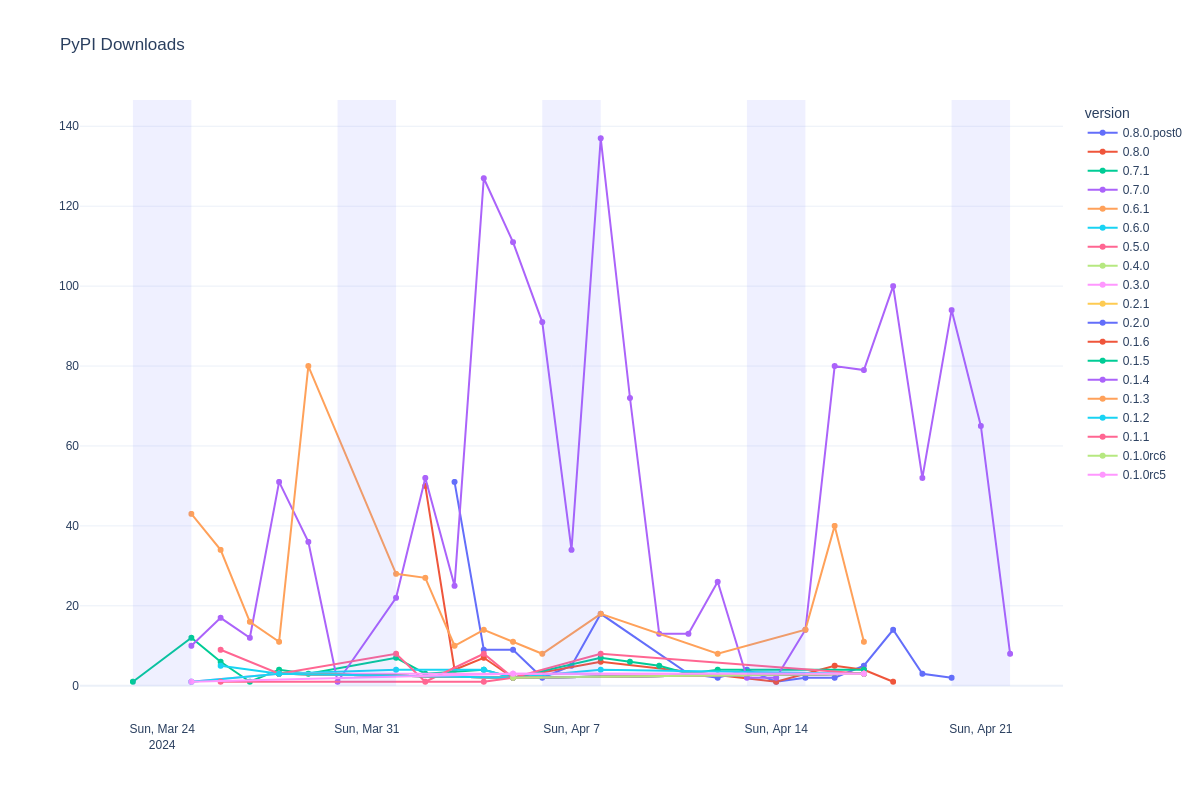 PyPI Downloads
version
0.8.0.post0
0.8.0
0.7.1
0.7.0
0.6.1
0.6.0
0.5.0
0.4.0
0.3.0
0.2.1
0.2.0
0.1.6
0.1.5
0.1.4
0.1.3
0.1.2
0.1.1
0.1.0rc6
0.1.0rc5
140
120
100
80
60
40
20
0
Sun, Mar 24
2024
Sun, Mar 31
Sun, Apr 7
Sun, Apr 14
Sun, Apr 21